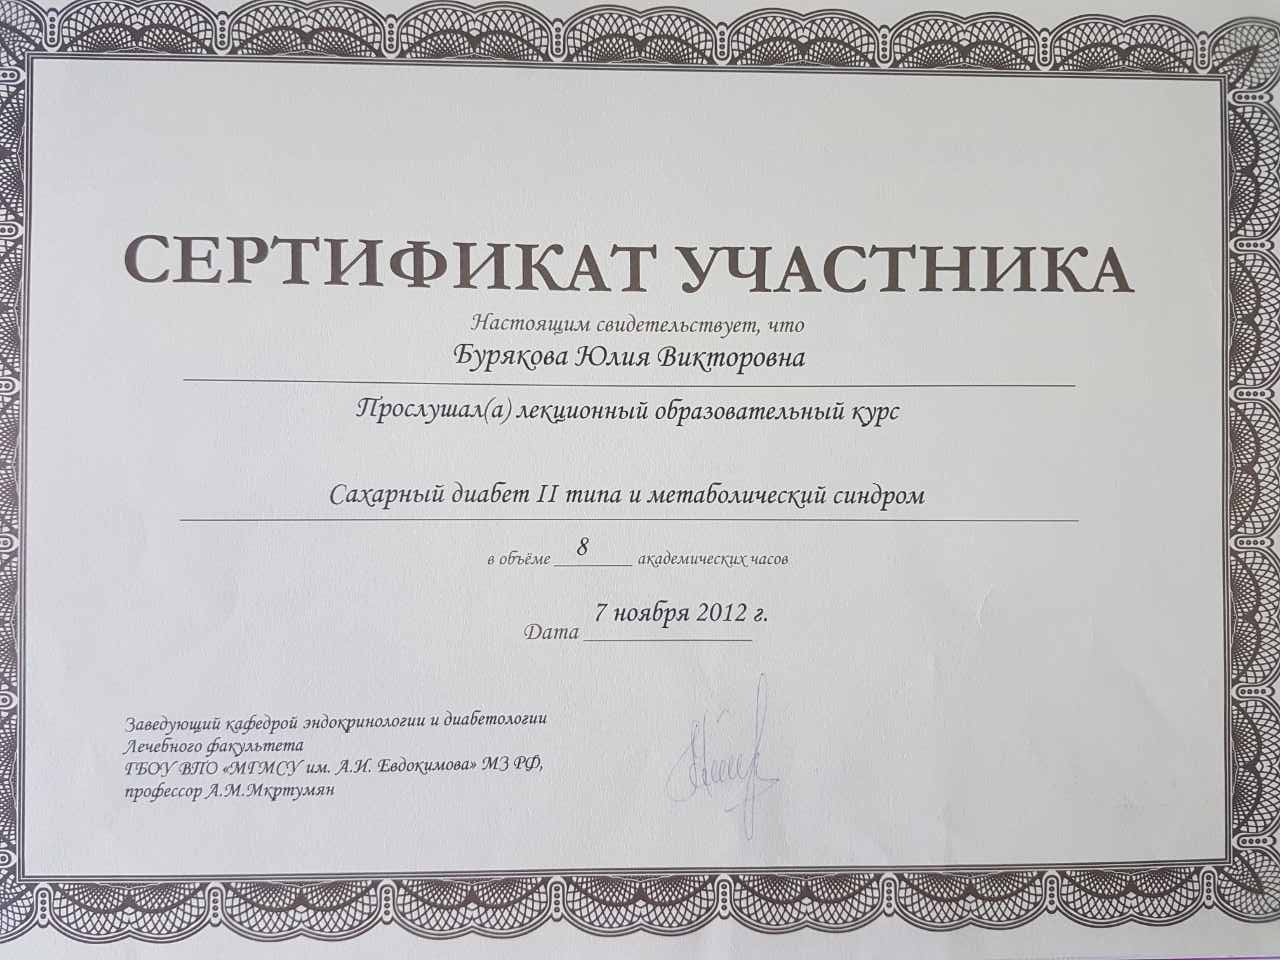 СЕРТИФИКАТ УЧАСТНИКА
Настоящим свидетельствует, что
Бурякова Юлия Викторовна
Прослушал(а) лекционный образовательный курс
Сахарный диабет II типа и метаболический синдром
в объёме 8 академических часов
7 ноября 2012 г.
Дата
Заведующий кафедрой эндокринологии и диабетологии
Лечебного факультета
ГБОУ ВПО «МГМСУ им. А.И. Евдокимова» МЗ РФ,
профессор А.М.Мкртумян